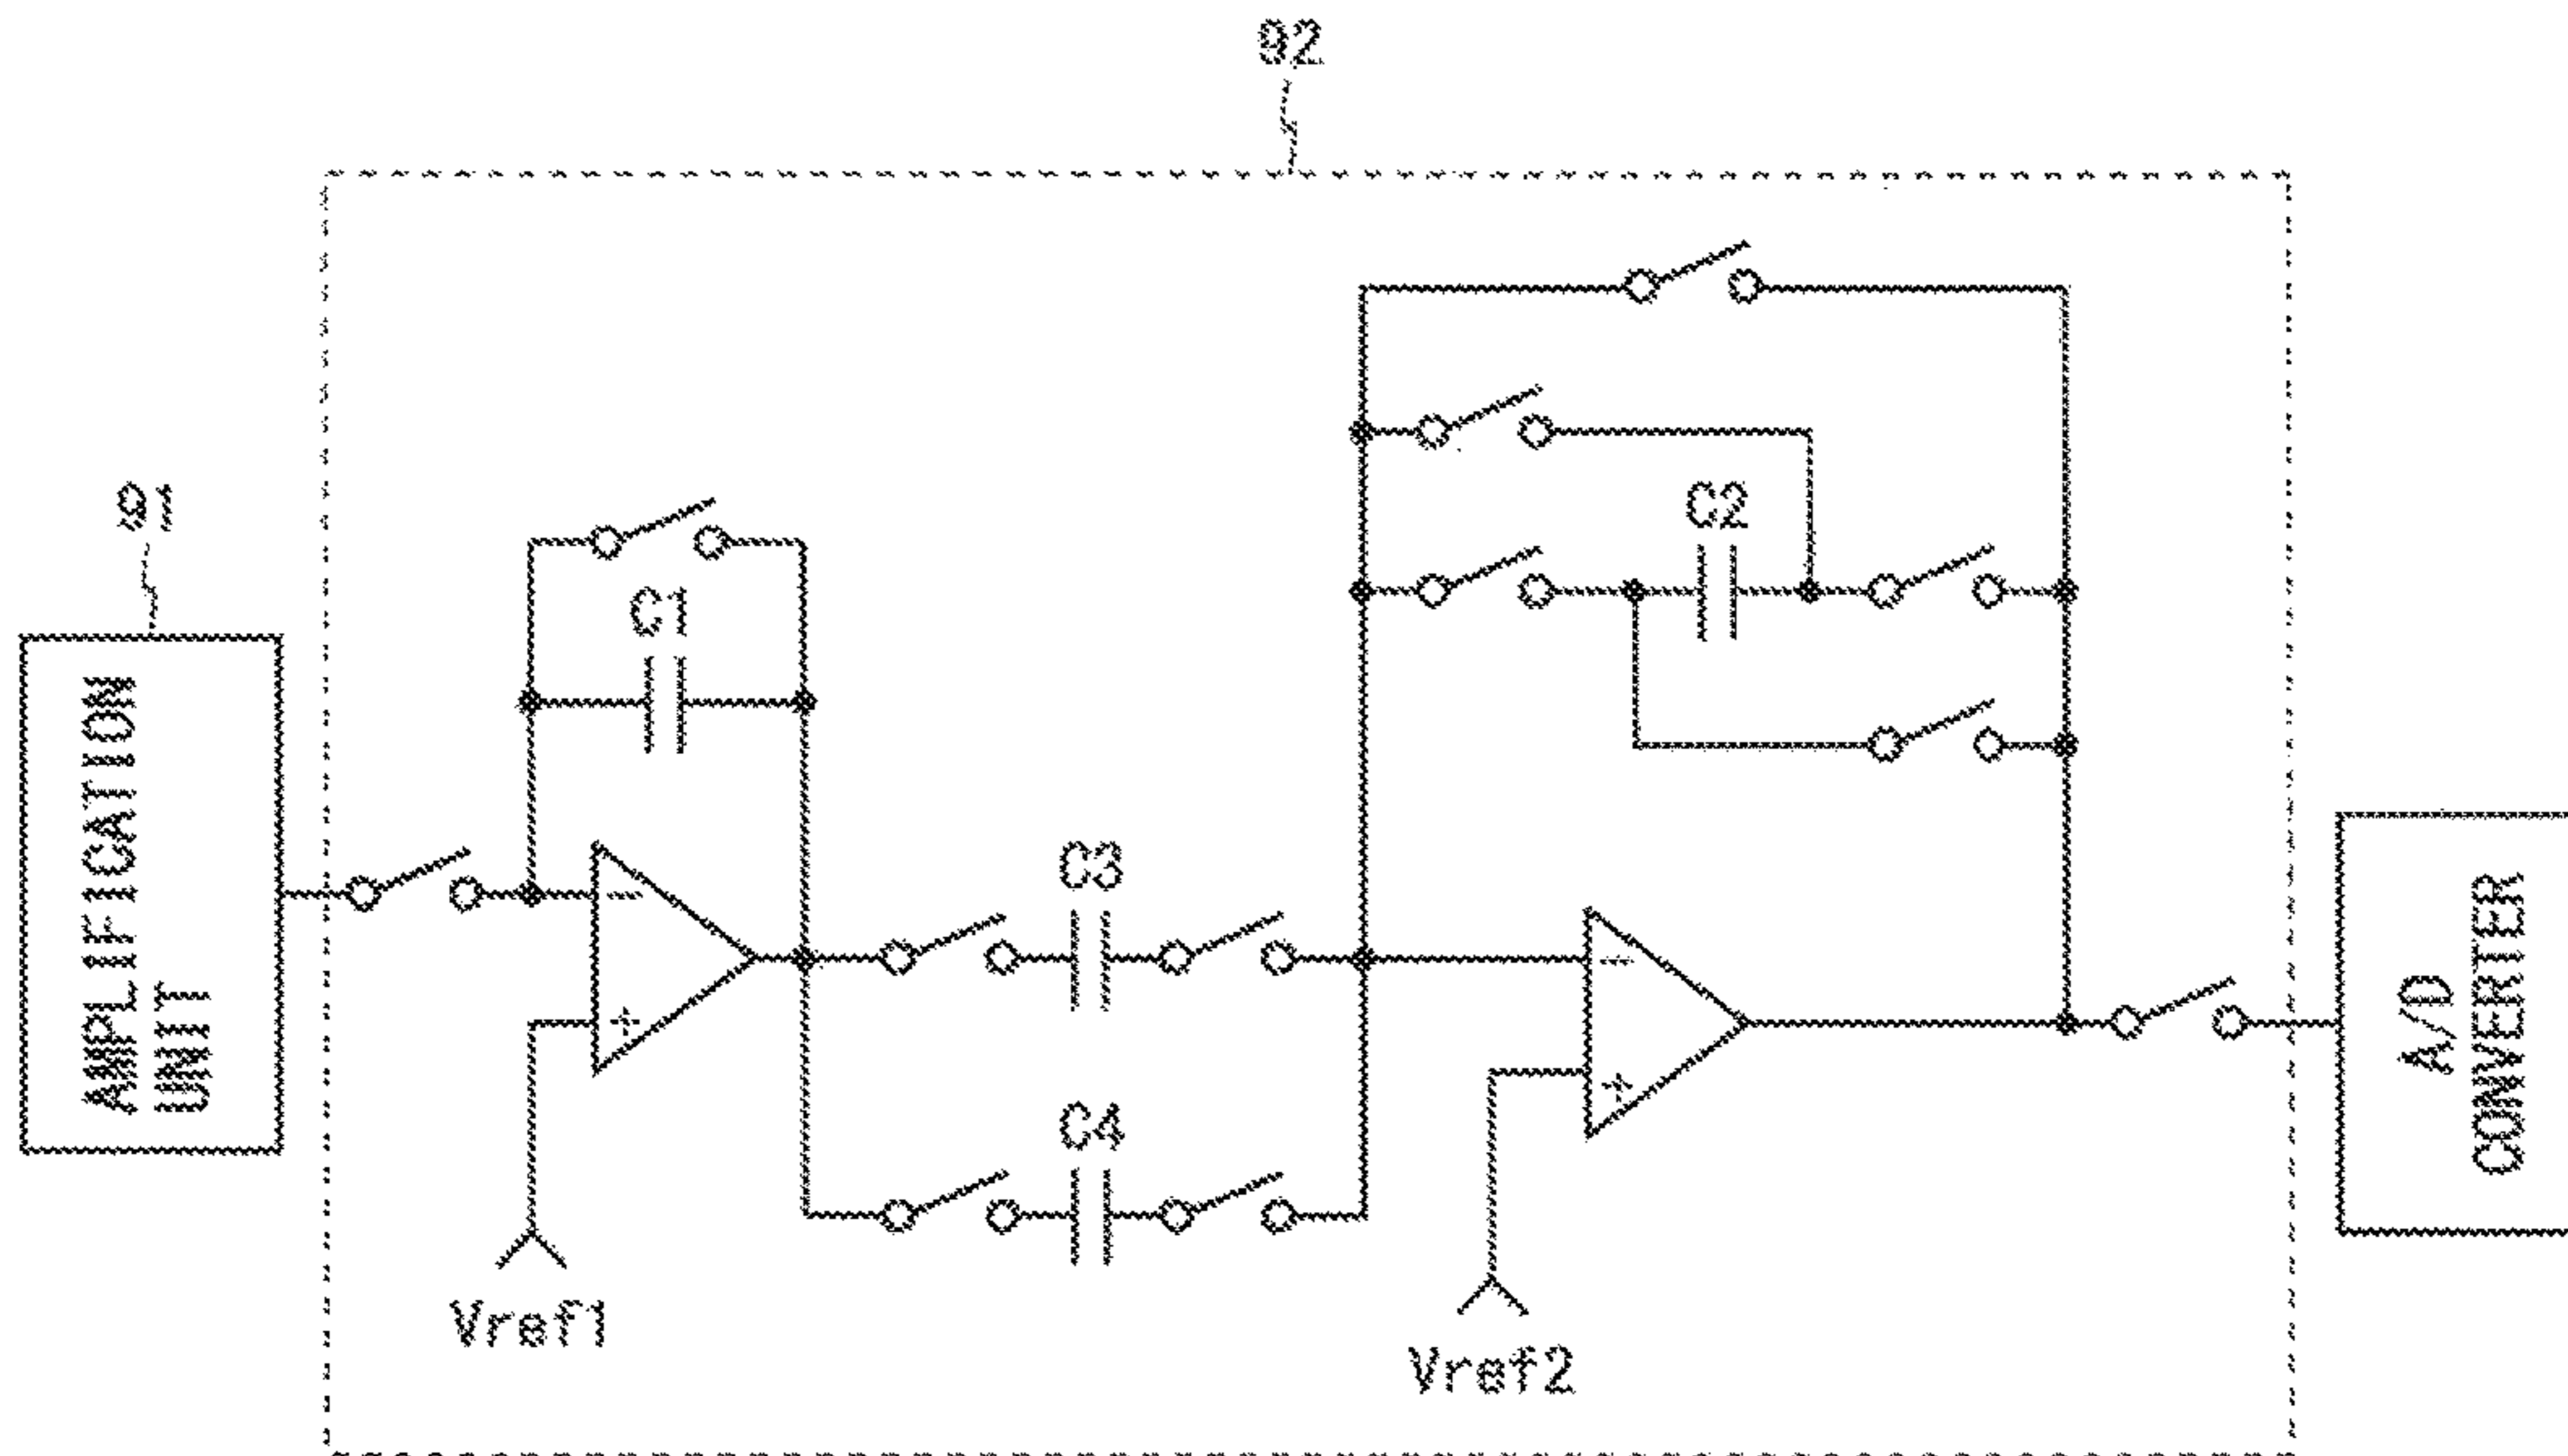 92
91
AMPLIFICATION
UNIT
C1
C2
C3
C4
−
+
−
+
Vref1
Vref2
A/D
CONVERTER